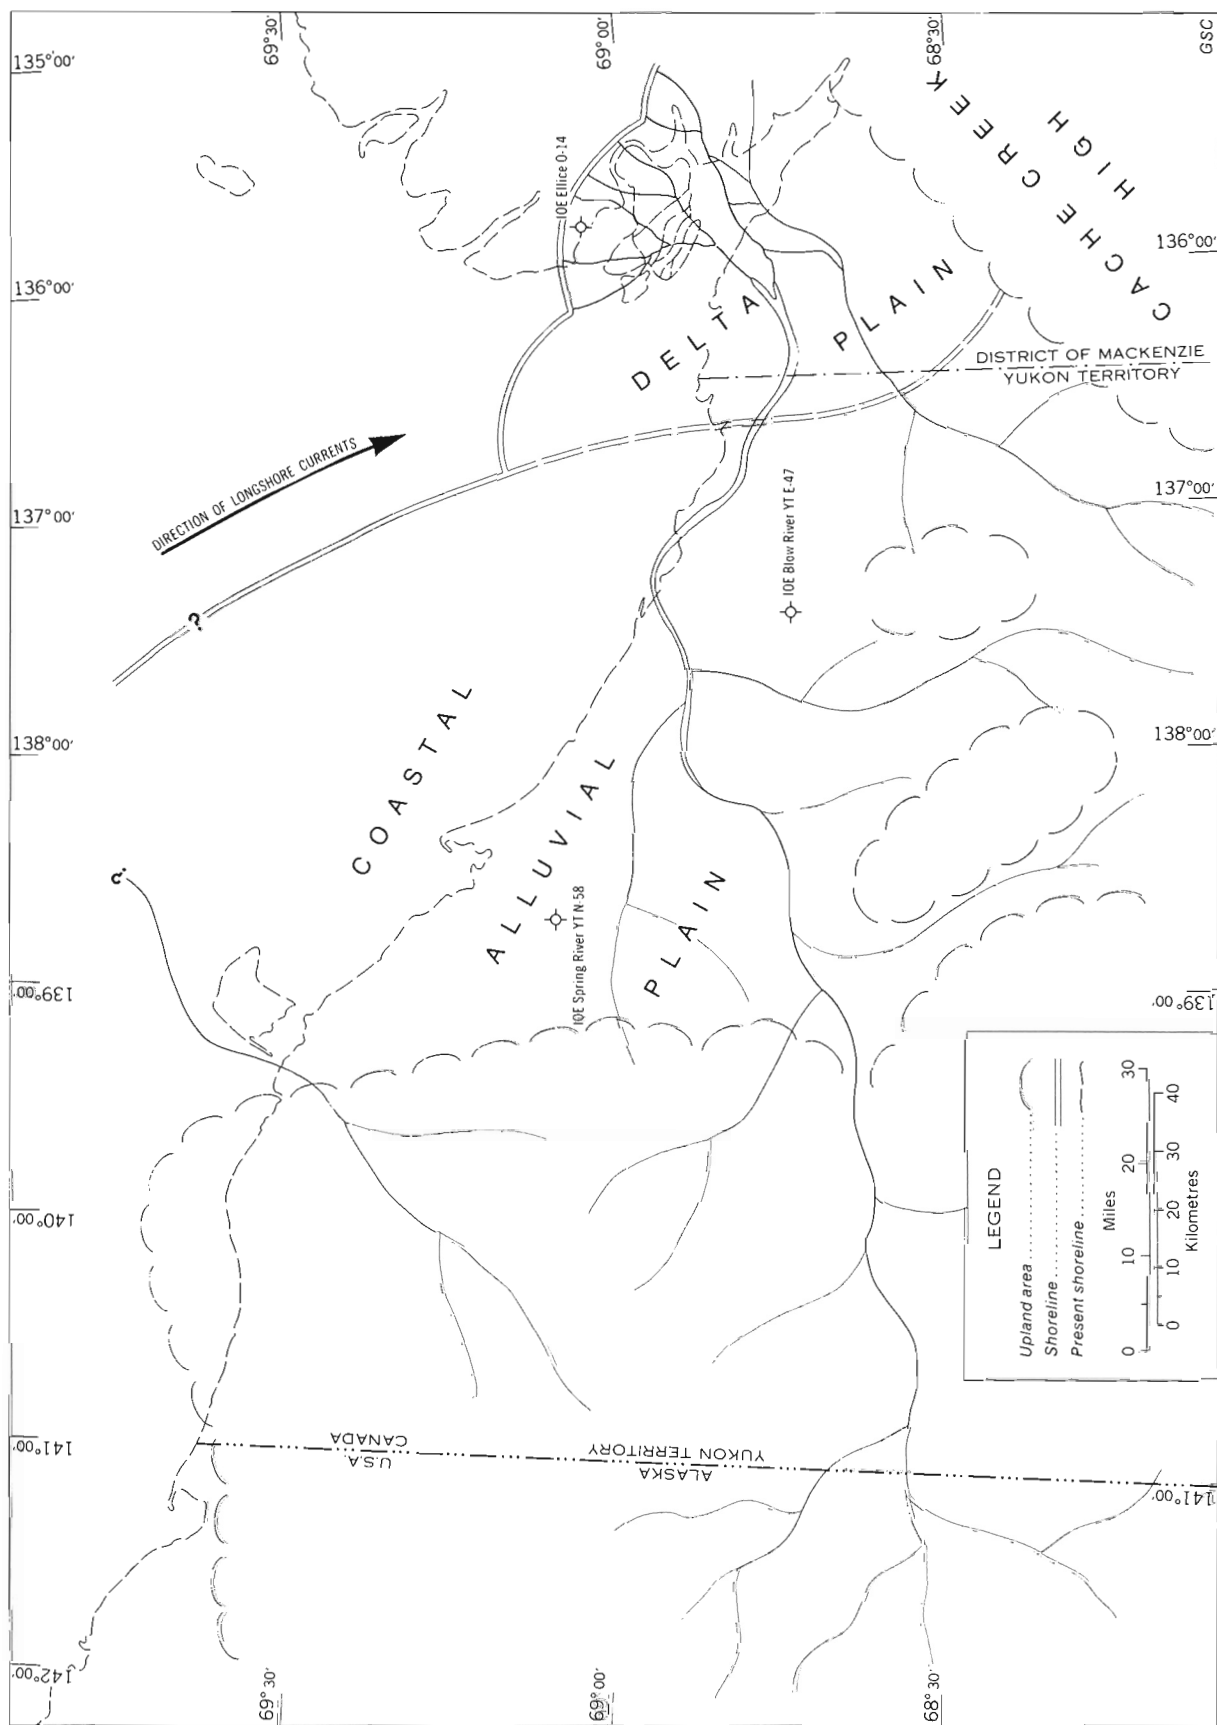 135°00'
136°00'
137°00'
138°00'
139°00'
140°00'
141°00'
142°00'
69°30'
69°00'
68°30'
GSC
IOE Ellice O-14
DELTA
PLAIN
CACHE CREEK
HIGH
136°00'
DISTRICT OF MACKENZIE
YUKON TERRITORY
DIRECTION OF LONGSHORE CURRENTS
?
137°00'
IOE Blow River YT E-47
138°00'
COASTAL
ALLUVIAL
PLAIN
?
IOE Spring River YT N-58
139°00'
LEGEND
Upland area
Shoreline
Present shoreline
Miles
0 10 20 30
0 10 20 30 40
Kilometres
CANADA
U.S.A.
YUKON TERRITORY
ALASKA
141°00'
69°30'
69°00'
68°30'